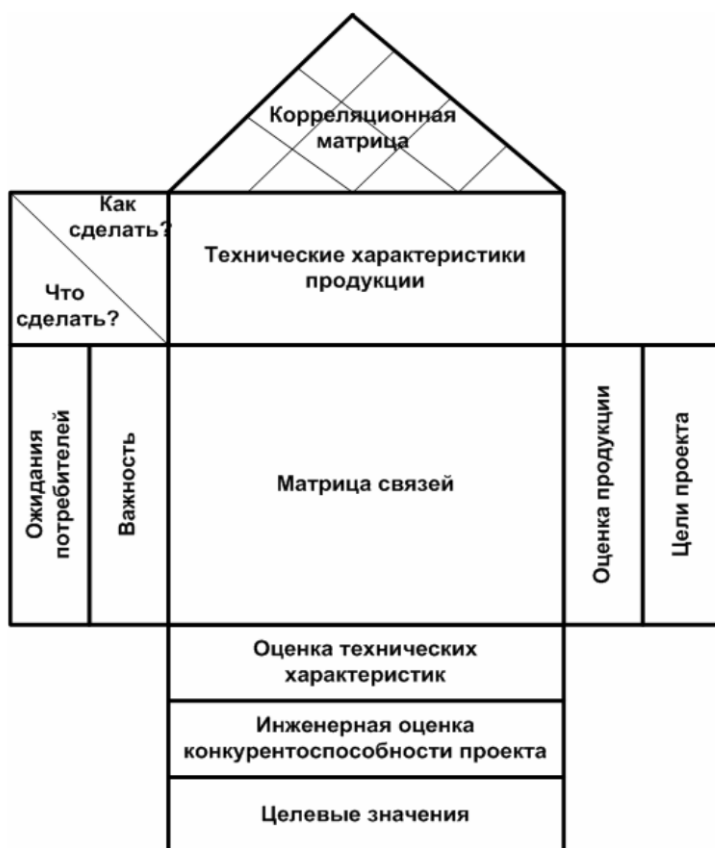 Корреляционная
матрица
Как
сделать?
Что
сделать?
Технические характеристики
продукции
Ожидания
потребителей
Важность
Матрица связей
Оценка продукции
Цели проекта
Оценка технических
характеристик
Инженерная оценка
конкурентоспособности проекта
Целевые значения